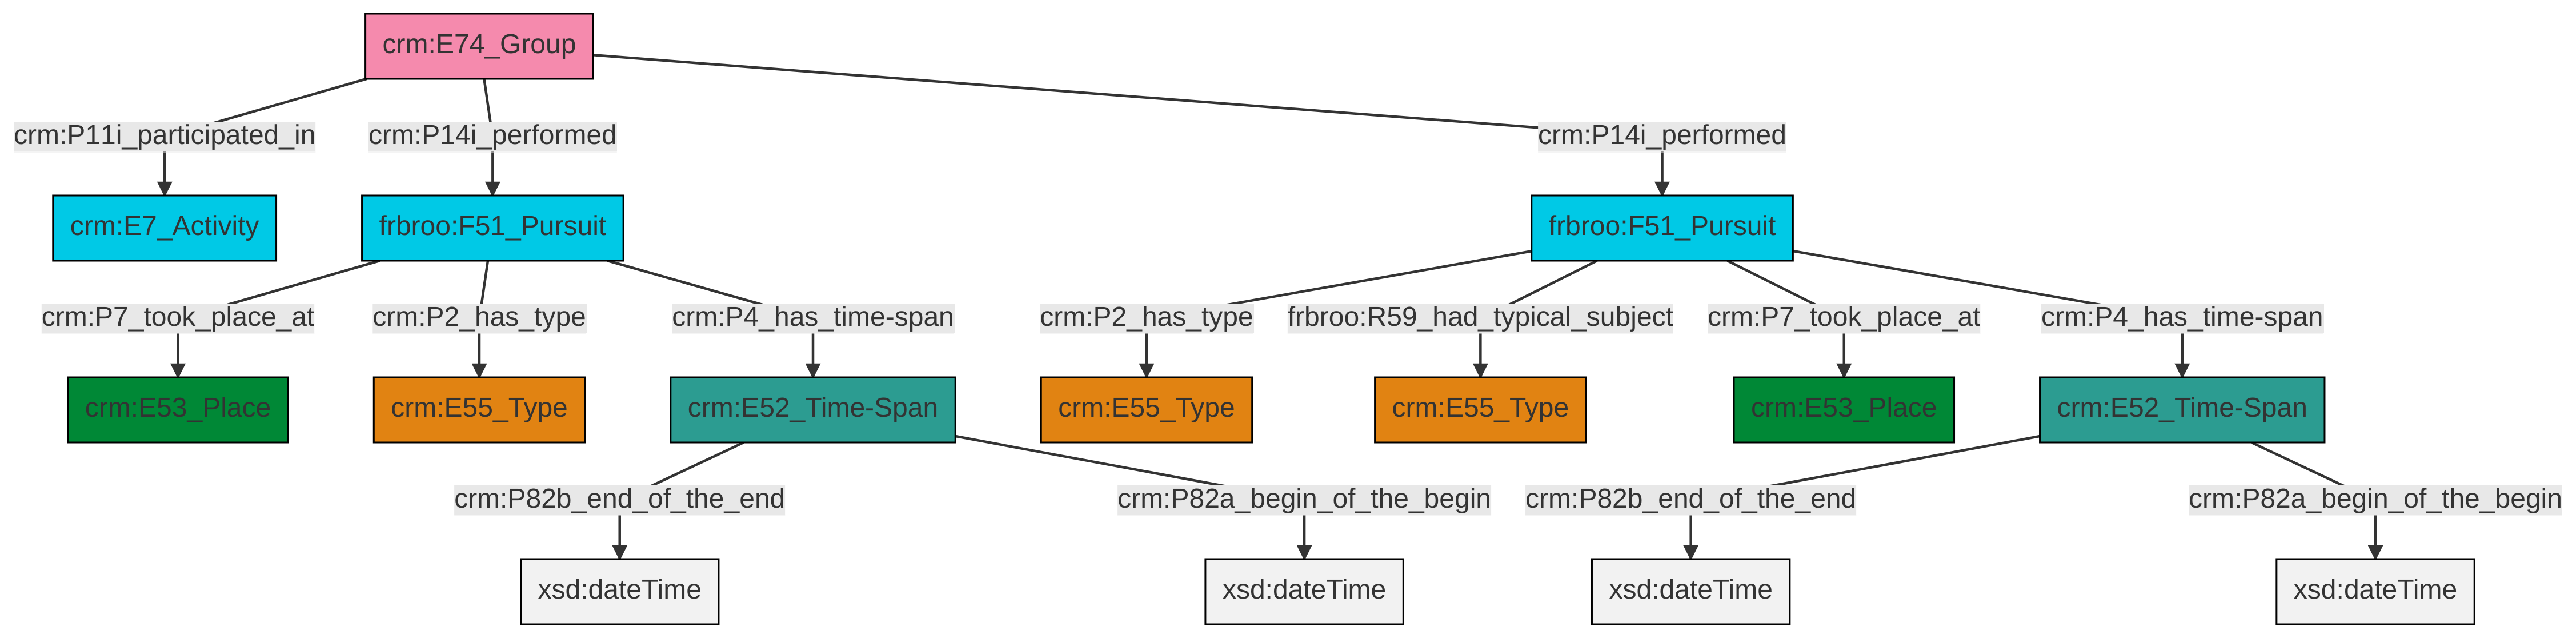 crm:E74_Group
crm:P11i_participated_in
crm:P14i_performed
crm:P14i_performed
crm:E7_Activity
frbroo:F51_Pursuit
frbroo:F51_Pursuit
crm:P7_took_place_at
crm:P2_has_type
crm:P4_has_time-span
crm:P2_has_type
frbroo:R59_had_typical_subject
crm:P7_took_place_at
crm:P4_has_time-span
crm:E53_Place
crm:E55_Type
crm:E52_Time-Span
crm:E55_Type
crm:E55_Type
crm:E53_Place
crm:E52_Time-Span
crm:P82b_end_of_the_end
crm:P82a_begin_of_the_begin
crm:P82b_end_of_the_end
crm:P82a_begin_of_the_begin
xsd:dateTime
xsd:dateTime
xsd:dateTime
xsd:dateTime